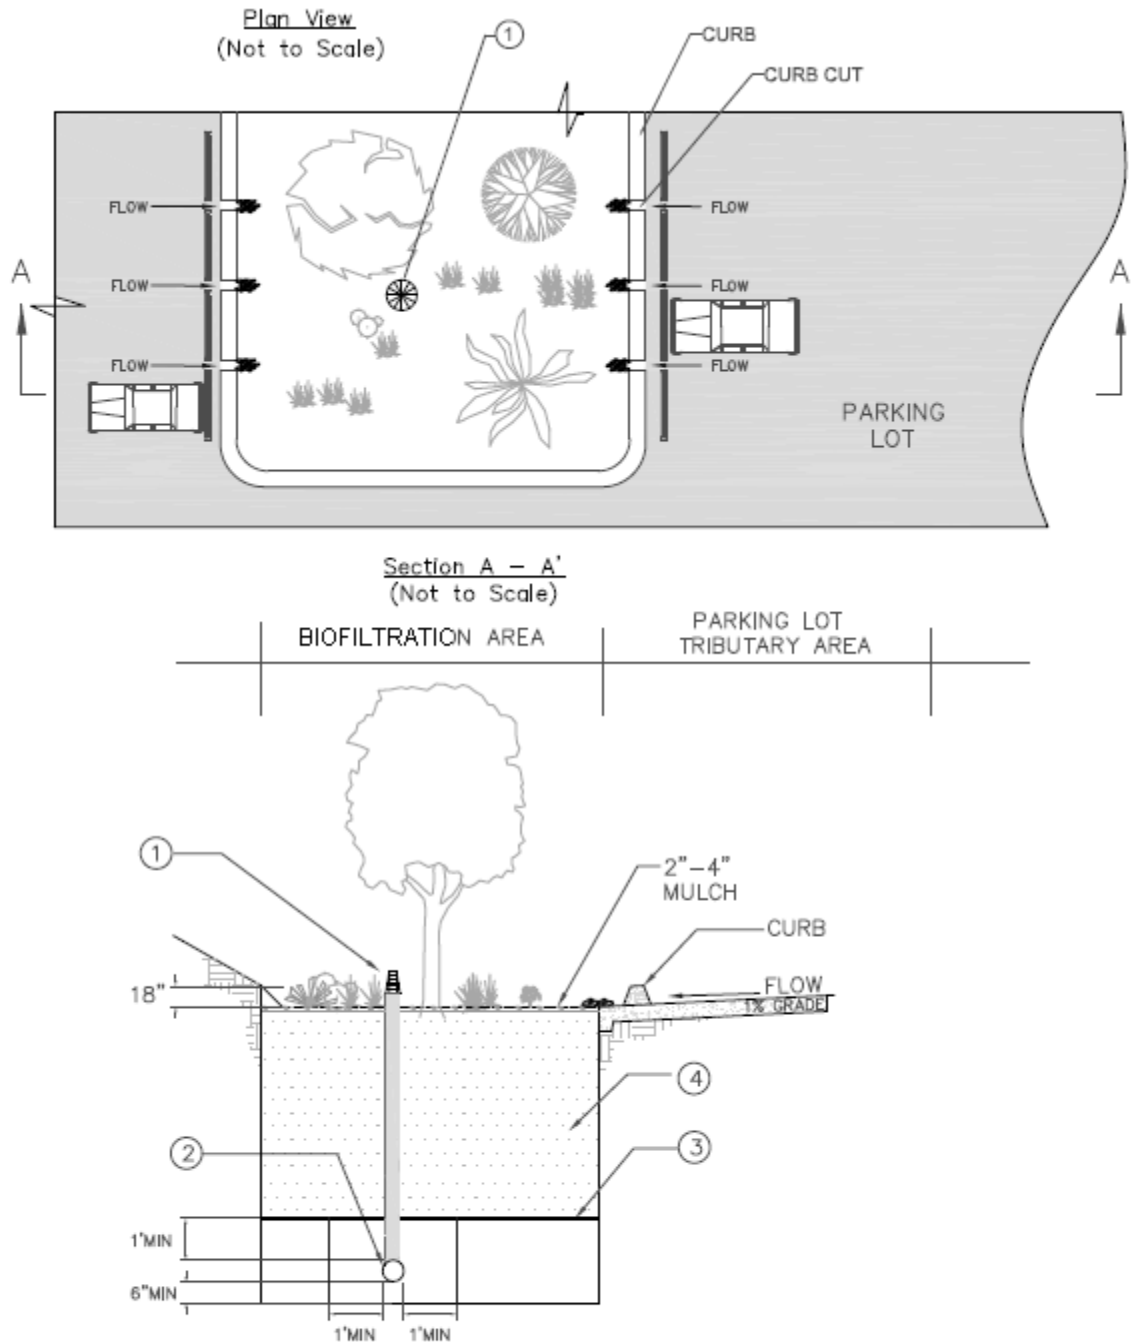 Plan View
(Not to Scale)
1
CURB
CURB CUT
FLOW
FLOW
FLOW
FLOW
FLOW
FLOW
A
A
PARKING
LOT
Section A - A'
(Not to Scale)
BIOFILTRATION AREA
PARKING LOT
TRIBUTARY AREA
1
2"-4"
MULCH
CURB
18"
FLOW
1% GRADE
4
3
2
1'MIN
6"MIN
1'MIN
1'MIN